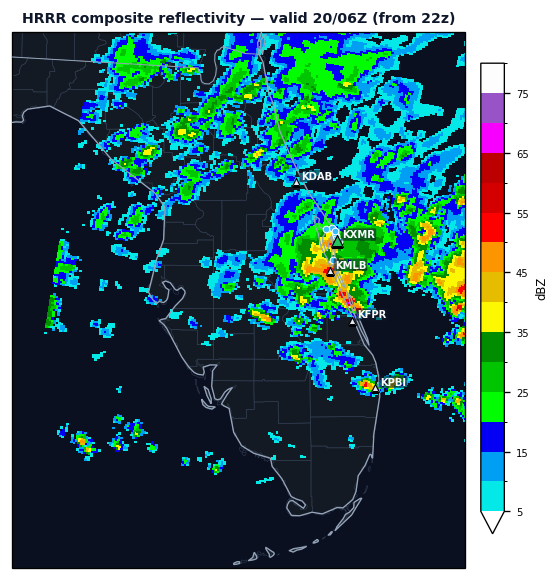 HRRR composite reflectivity — valid 20/06Z (from 22z)
KDAB
KXMR
KMLB
KFPR
KPBI
75
65
55
45
35
25
15
5
dBZ